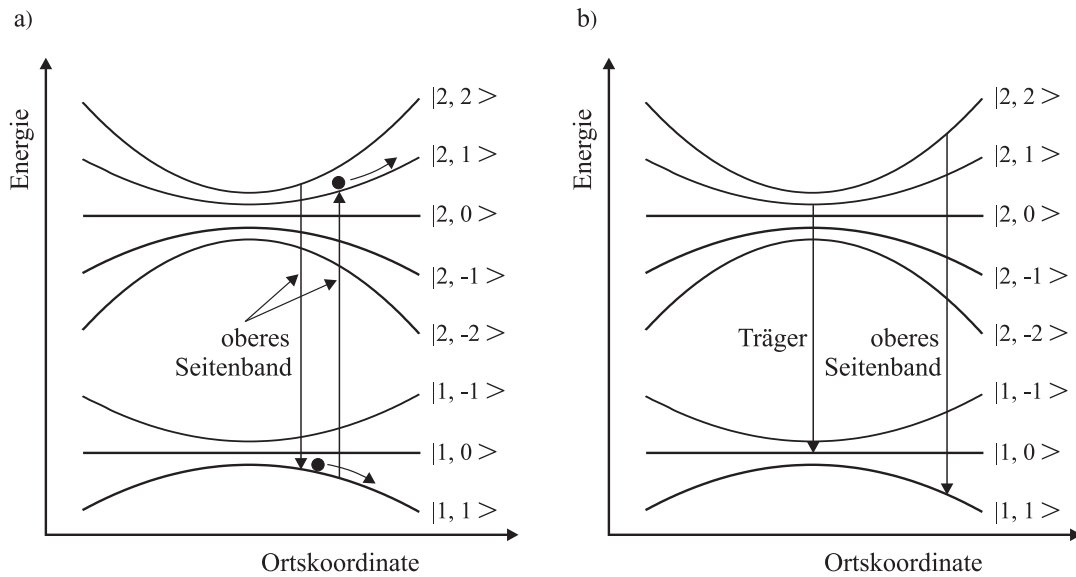 a)
Energie
|2, 2 >
|2, 1 >
|2, 0 >
|2, -1 >
|2, -2 >
oberes
Seitenband
|1, -1 >
|1, 0 >
|1, 1 >
Ortskoordinate
b)
Energie
|2, 2 >
|2, 1 >
|2, 0 >
|2, -1 >
|2, -2 >
Träger
oberes
Seitenband
|1, -1 >
|1, 0 >
|1, 1 >
Ortskoordinate